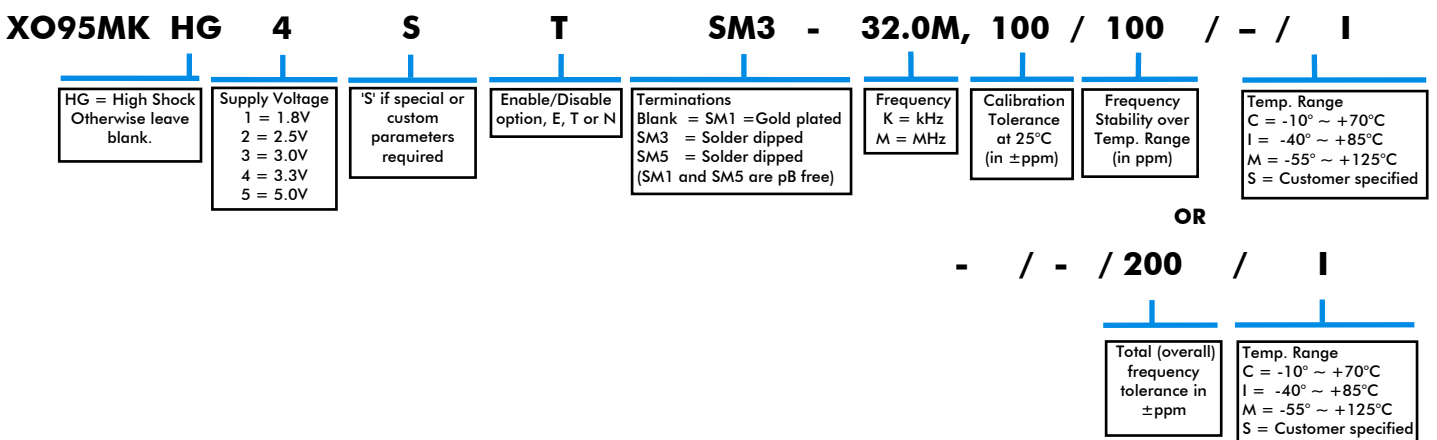 XO95MK HG 4 S T SM3 - 32.0M, 100 / 100 / – / I
HG = High Shock
Otherwise leave
blank.
Supply Voltage
1 = 1.8V
2 = 2.5V
3 = 3.0V
4 = 3.3V
5 = 5.0V
'S' if special or
custom
parameters
required
Enable/Disable
option, E, T or N
Terminations
Blank = SM1 =Gold plated
SM3 = Solder dipped
SM5 = Solder dipped
(SM1 and SM5 are pB free)
Frequency
K = kHz
M = MHz
Calibration
Tolerance
at 25°C
(in ±ppm)
Frequency
Stability over
Temp. Range
(in ppm)
Temp. Range
C = -10° ~ +70°C
I = -40° ~ +85°C
M = -55° ~ +125°C
S = Customer specified
OR
- / - / 200 / I
Total (overall)
frequency
tolerance in
±ppm
Temp. Range
C = -10° ~ +70°C
I = -40° ~ +85°C
M = -55° ~ +125°C
S = Customer specified